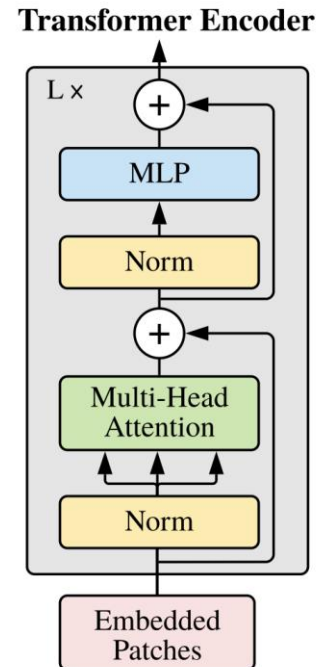 Transformer Encoder
L ×
+
MLP
Norm
+
Multi-Head
Attention
Norm
Embedded
Patches